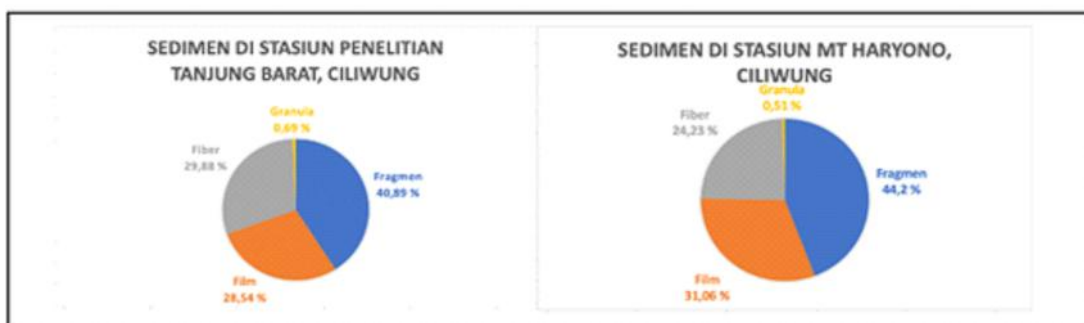 SEDIMEN DI STASIUN PENELITIAN
TANJUNG BARAT, CILIWUNG
Granula
0,69 %
Fiber
29,88 %
Fragmen
40,89 %
Film
28,54 %
SEDIMEN DI STASIUN MT HARYONO,
CILIWUNG
Granula
0,51 %
Fiber
24,23 %
Fragmen
44,2 %
Film
31,06 %